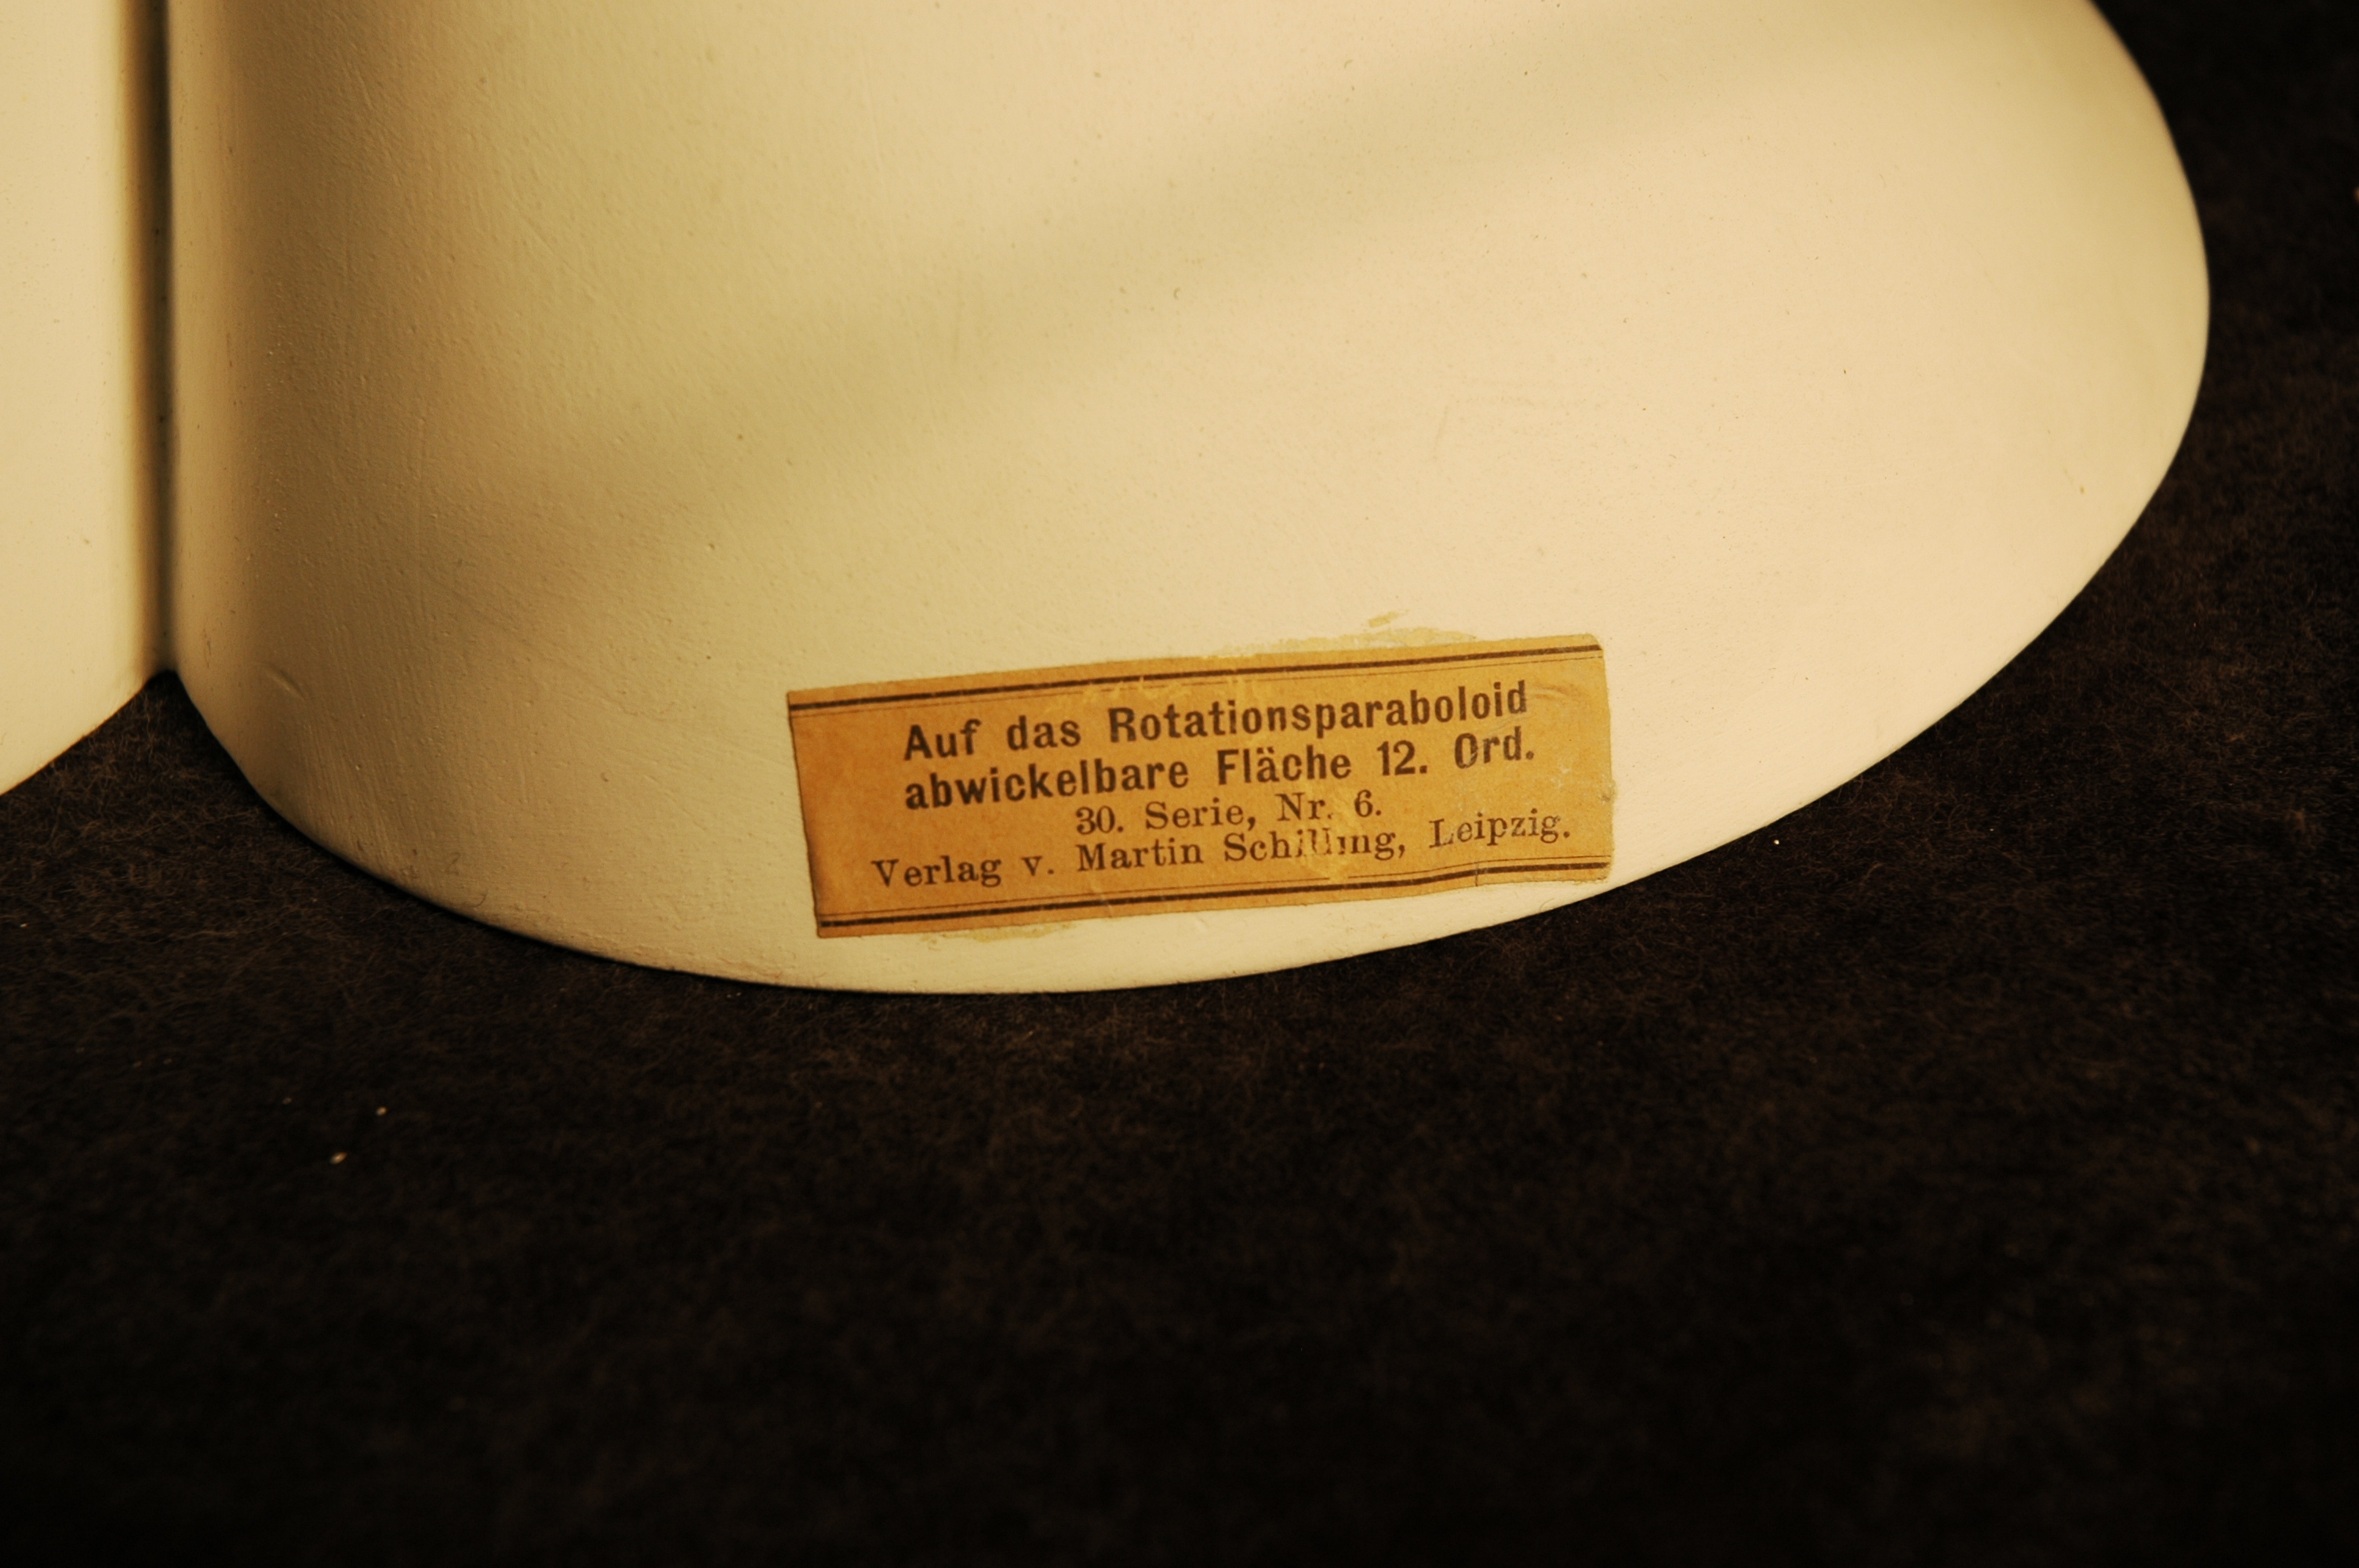 Auf das Rotationsparaboloid
abwickelbare Fläche 12. Ord.
30. Serie, Nr. 6.
Verlag v. Martin Schilling, Leipzig.